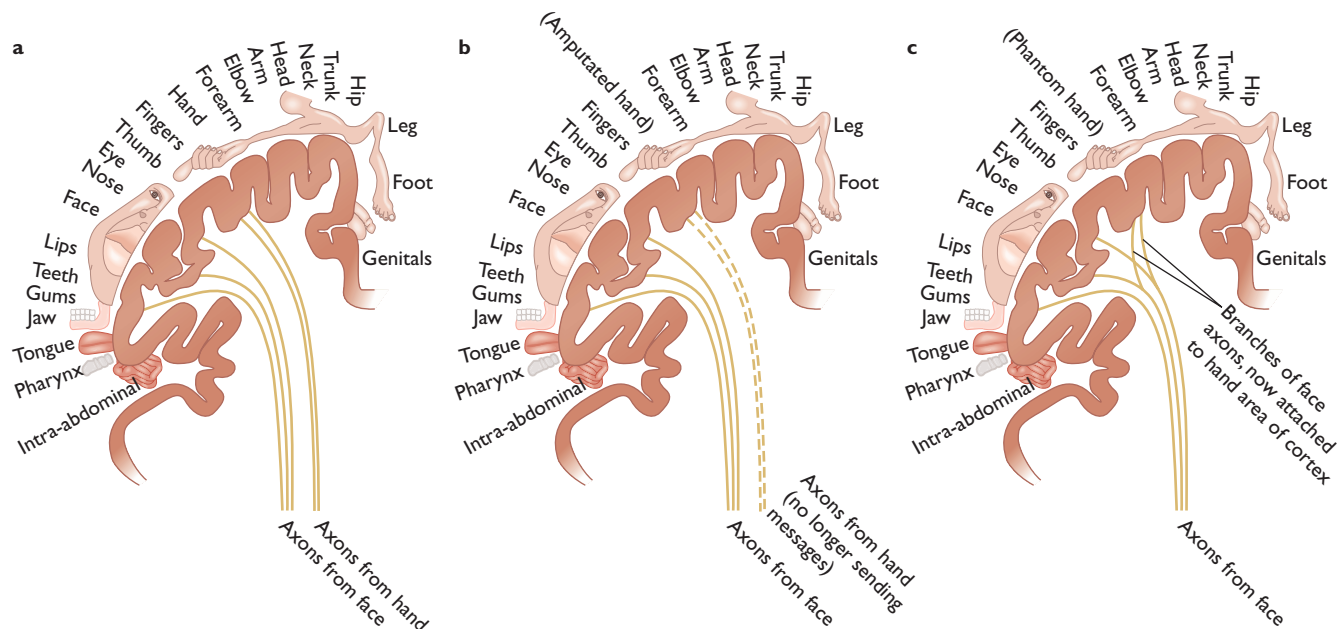 a
Intra-abdominal
Pharynx
Tongue
Jaw
Gums
Teeth
Lips
Face
Nose
Eye
Thumb
Fingers
Hand
Forearm
Elbow
Arm
Head
Neck
Trunk
Hip
Leg
Foot
Genitals
Axons from hand
Axons from face
b
Intra-abdominal
Pharynx
Tongue
Jaw
Gums
Teeth
Lips
Face
Nose
Eye
Thumb
Fingers
(Amputated hand)
Forearm
Elbow
Arm
Head
Neck
Trunk
Hip
Leg
Foot
Genitals
Axons from hand
(no longer sending
messages)
Axons from face
c
Intra-abdominal
Pharynx
Tongue
Jaw
Gums
Teeth
Lips
Face
Nose
Eye
Thumb
Fingers
(Phantom hand)
Forearm
Elbow
Arm
Head
Neck
Trunk
Hip
Leg
Foot
Genitals
Branches of face
axons, now attached
to hand area of cortex
Axons from face